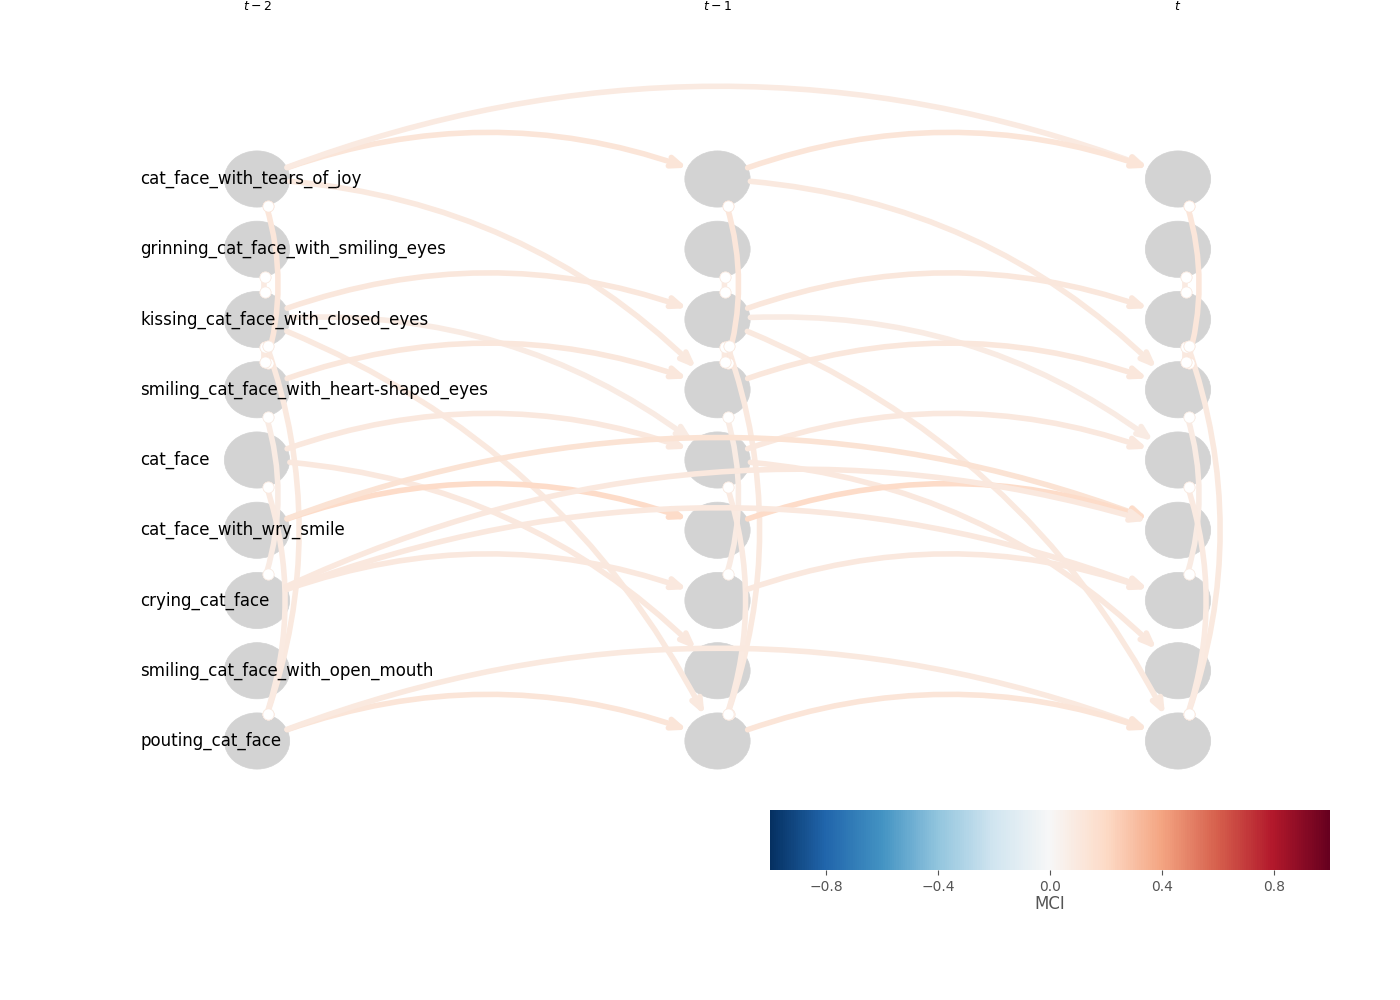 t − 2 t − 1 t
cat_face_with_tears_of_joy
grinning_cat_face_with_smiling_eyes
kissing_cat_face_with_closed_eyes
smiling_cat_face_with_heart-shaped_eyes
cat_face
cat_face_with_wry_smile
crying_cat_face
smiling_cat_face_with_open_mouth
pouting_cat_face
−0.8 −0.4 0.0 0.4 0.8
MCI